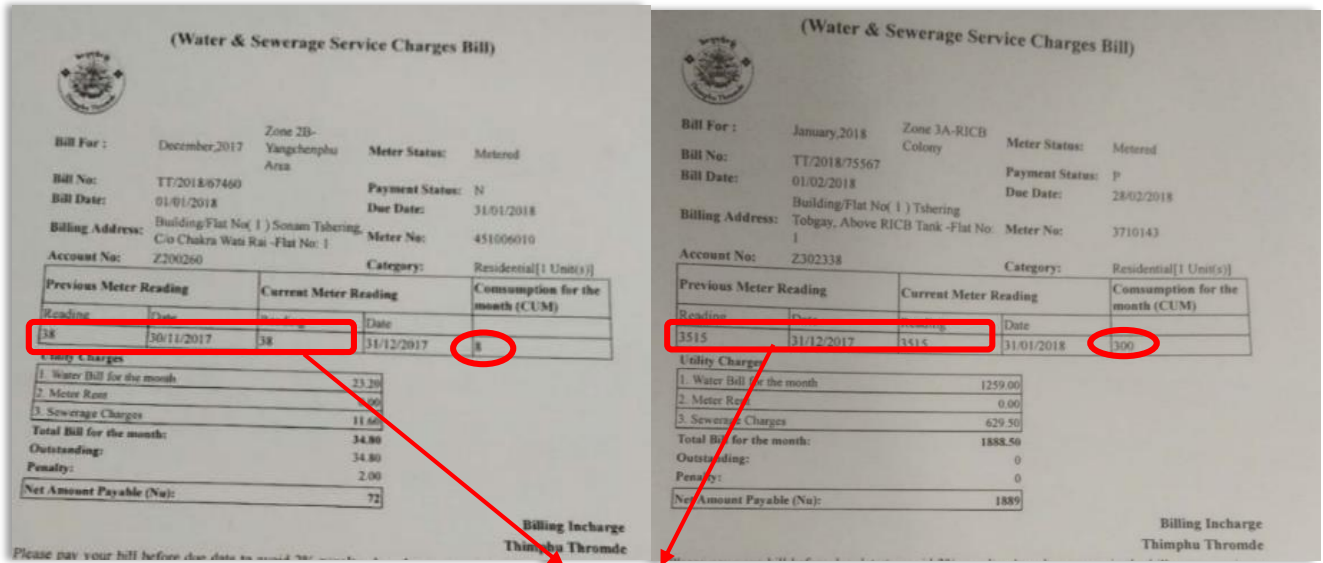 (Water & Sewerage Service Charges Bill)
Bill For : December,2017 Zone 2B- Yangchenphu Area Meter Status: Metered
Bill No: TT/2018/67460 Payment Status: N
Bill Date: 01/01/2018 Due Date: 31/01/2018
Billing Address: Building/Flat No( 1 ) Sonam Tshering, C/o Chakra Wati Rai -Flat No: 1 Meter No: 451006010
Account No: Z200260 Category: Residential[1 Unit(s)]
Previous Meter Reading Current Meter Reading Comsumption for the month (CUM)
Reading Date Reading Date
38 30/11/2017 38 31/12/2017 8
Utility Charges
1. Water Bill for the month 23.20
2. Meter Rent 0.00
3. Sewerage Charges 11.60
Total Bill for the month: 34.80
Outstanding: 34.80
Penalty: 2.00
Net Amount Payable (Nu): 72
Billing Incharge
Thimphu Thromde
Please pay your bill before due date to avoid 2%
(Water & Sewerage Service Charges Bill)
Bill For : January,2018 Zone 3A-RICB Colony Meter Status: Metered
Bill No: TT/2018/75567 Payment Status: P
Bill Date: 01/02/2018 Due Date: 28/02/2018
Billing Address: Building/Flat No( 1 ) Tshering Tobgay, Above RICB Tank -Flat No: 1 Meter No: 3710143
Account No: Z302338 Category: Residential[1 Unit(s)]
Previous Meter Reading Current Meter Reading Comsumption for the month (CUM)
Reading Date Reading Date
3515 31/12/2017 3515 31/01/2018 300
Utility Charges
1. Water Bill for the month 1259.00
2. Meter Rent 0.00
3. Sewerage Charges 629.50
Total Bill for the month: 1888.50
Outstanding: 0
Penalty: 0
Net Amount Payable (Nu): 1889
Billing Incharge
Thimphu Thromde